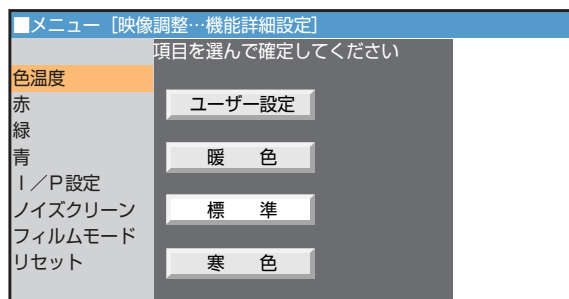 ■メニュー［映像調整…機能詳細設定］
項目を選んで確定してください
色温度
赤
緑
青
I／P設定
ノイズクリーン
フィルムモード
リセット
ユーザー設定
暖　色
標　準
寒　色